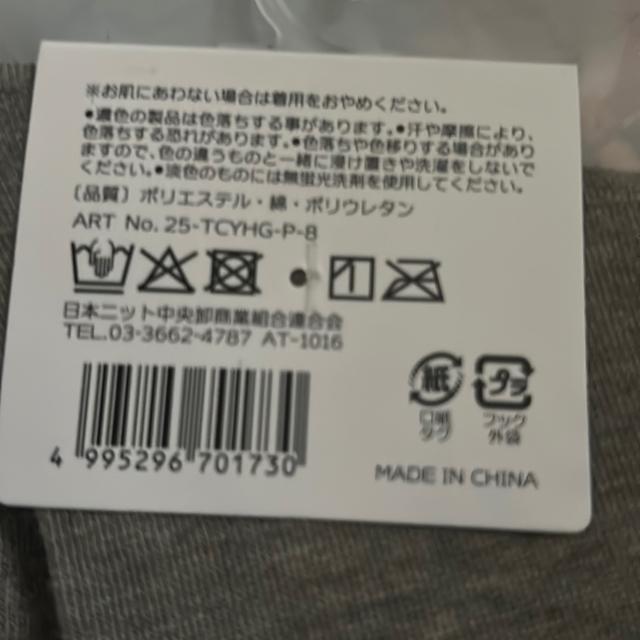 ※お肌にあわない場合は着用をおやめください。
●濃色の製品は色落ちする事があります。●汗や摩擦により、
色落ちする恐れがあります。●色落ちや色移りする場合があり
ますので、色の違うものと一緒に漬け置きや洗濯をしないで
ください。●淡色のものには無蛍光洗剤を使用してください。
〔品質〕ポリエステル・綿・ポリウレタン
ART No. 25-TCYHG-P-8
日本ニット中央卸商業組合連合会
TEL.03-3662-4787 AT-1016
紙 プラ
口紙 フック
タブ 外袋
4 995296 701730
MADE IN CHINA